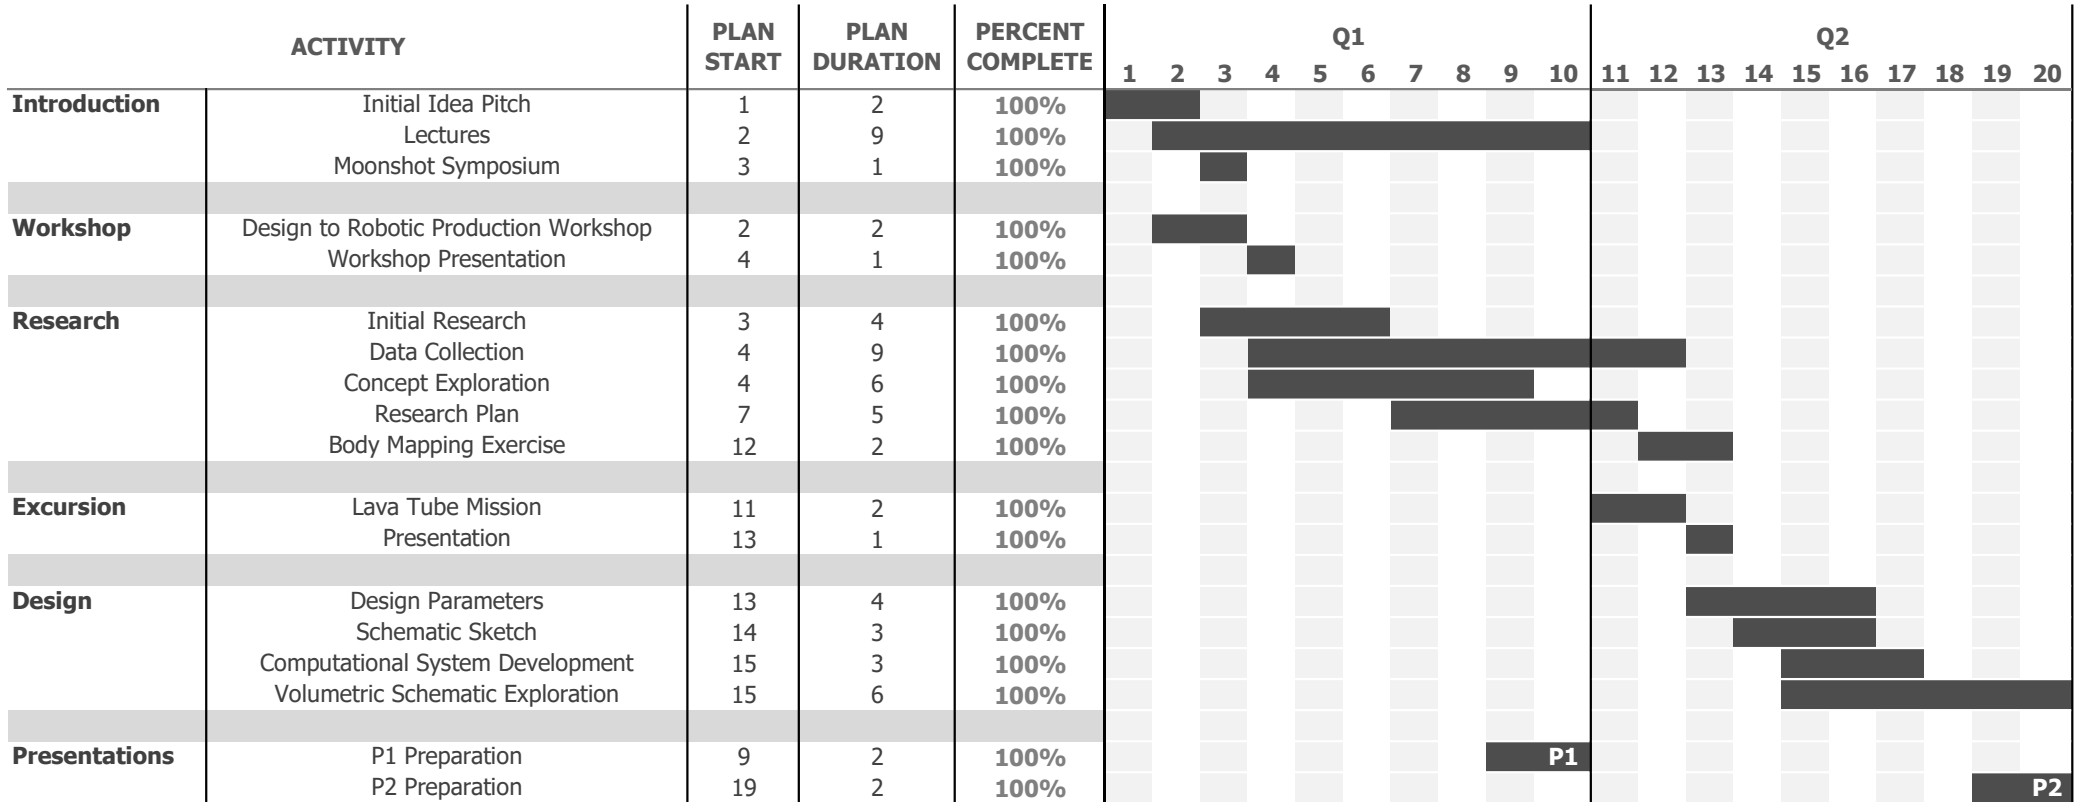 ACTIVITY PLAN START PLAN DURATION PERCENT COMPLETE Q1 Q2
1 2 3 4 5 6 7 8 9 10 11 12 13 14 15 16 17 18 19 20
Introduction Initial Idea Pitch 1 2 100%
Lectures 2 9 100%
Moonshot Symposium 3 1 100%
Workshop Design to Robotic Production Workshop 2 2 100%
Workshop Presentation 4 1 100%
Research Initial Research 3 4 100%
Data Collection 4 9 100%
Concept Exploration 4 6 100%
Research Plan 7 5 100%
Body Mapping Exercise 12 2 100%
Excursion Lava Tube Mission 11 2 100%
Presentation 13 1 100%
Design Design Parameters 13 4 100%
Schematic Sketch 14 3 100%
Computational System Development 15 3 100%
Volumetric Schematic Exploration 15 6 100%
Presentations P1 Preparation 9 2 100% P1
P2 Preparation 19 2 100% P2